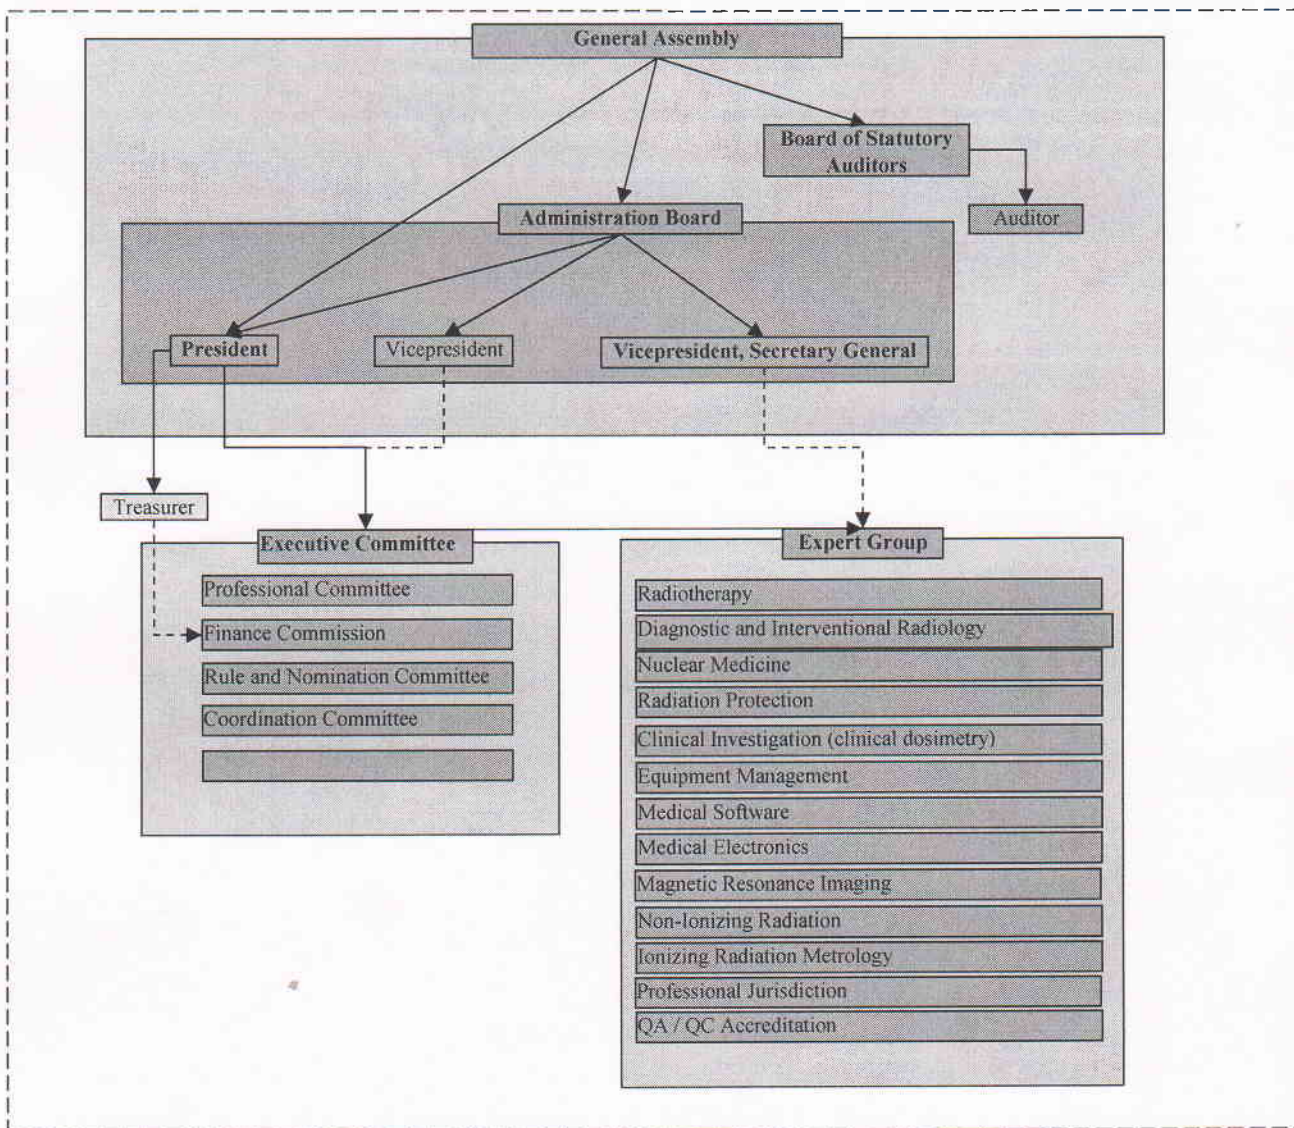 General Assembly
Board of Statutory
Auditors
Administration Board
Auditor
President
Vicepresident
Vicepresident, Secretary General
Treasurer
Executive Committee
Professional Committee
Finance Commission
Rule and Nomination Committee
Coordination Committee
Expert Group
Radiotherapy
Diagnostic and Interventional Radiology
Nuclear Medicine
Radiation Protection
Clinical Investigation (clinical dosimetry)
Equipment Management
Medical Software
Medical Electronics
Magnetic Resonance Imaging
Non-Ionizing Radiation
Ionizing Radiation Metrology
Professional Jurisdiction
QA / QC Accreditation